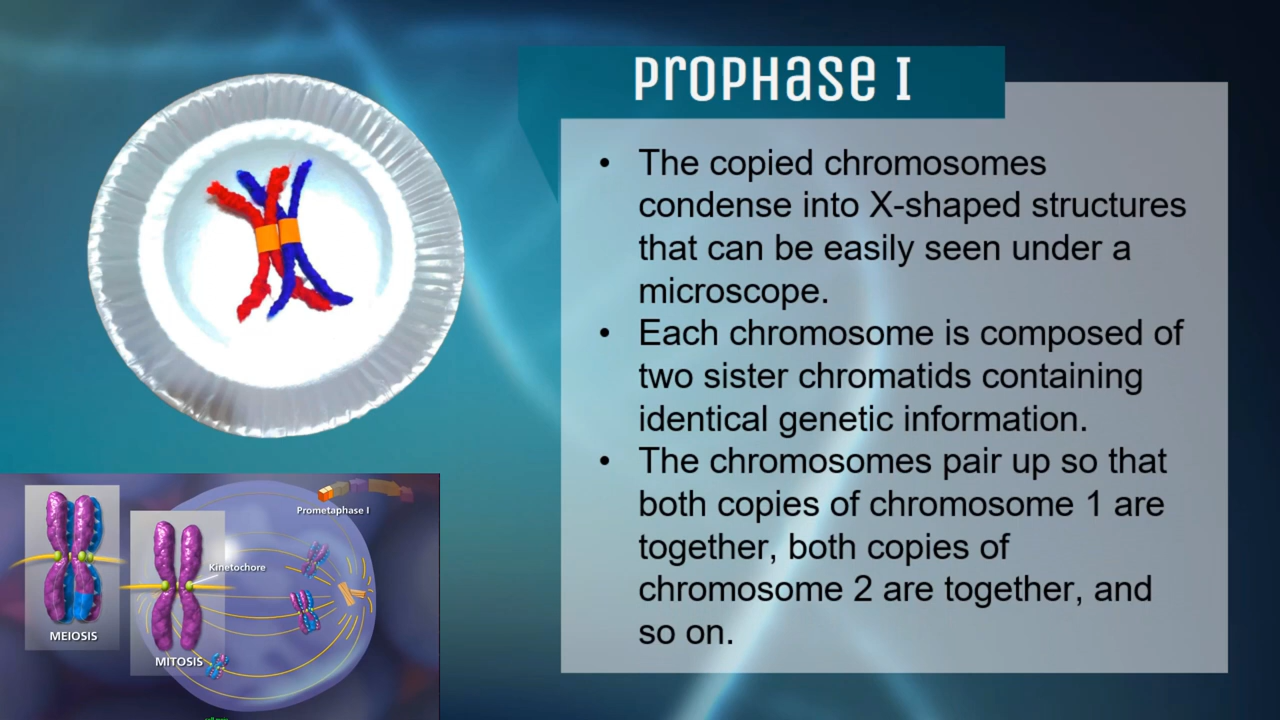 PROPHASE I
• The copied chromosomes
condense into X-shaped structures
that can be easily seen under a
microscope.
• Each chromosome is composed of
two sister chromatids containing
identical genetic information.
• The chromosomes pair up so that
both copies of chromosome 1 are
together, both copies of
chromosome 2 are together, and
so on.
Prometaphase I
Kinetochore
MEIOSIS
MITOSIS